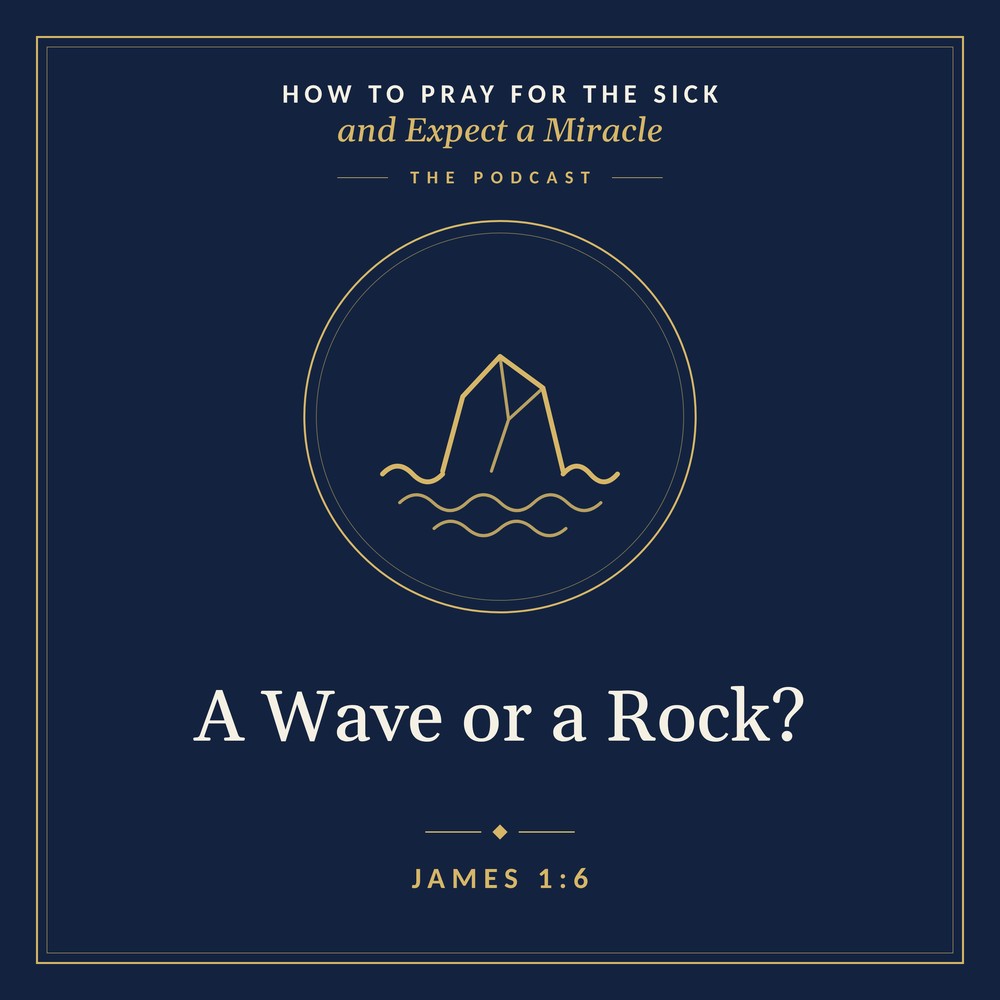 HOW TO PRAY FOR THE SICK
and Expect a Miracle
THE PODCAST
A Wave or a Rock?
JAMES 1:6